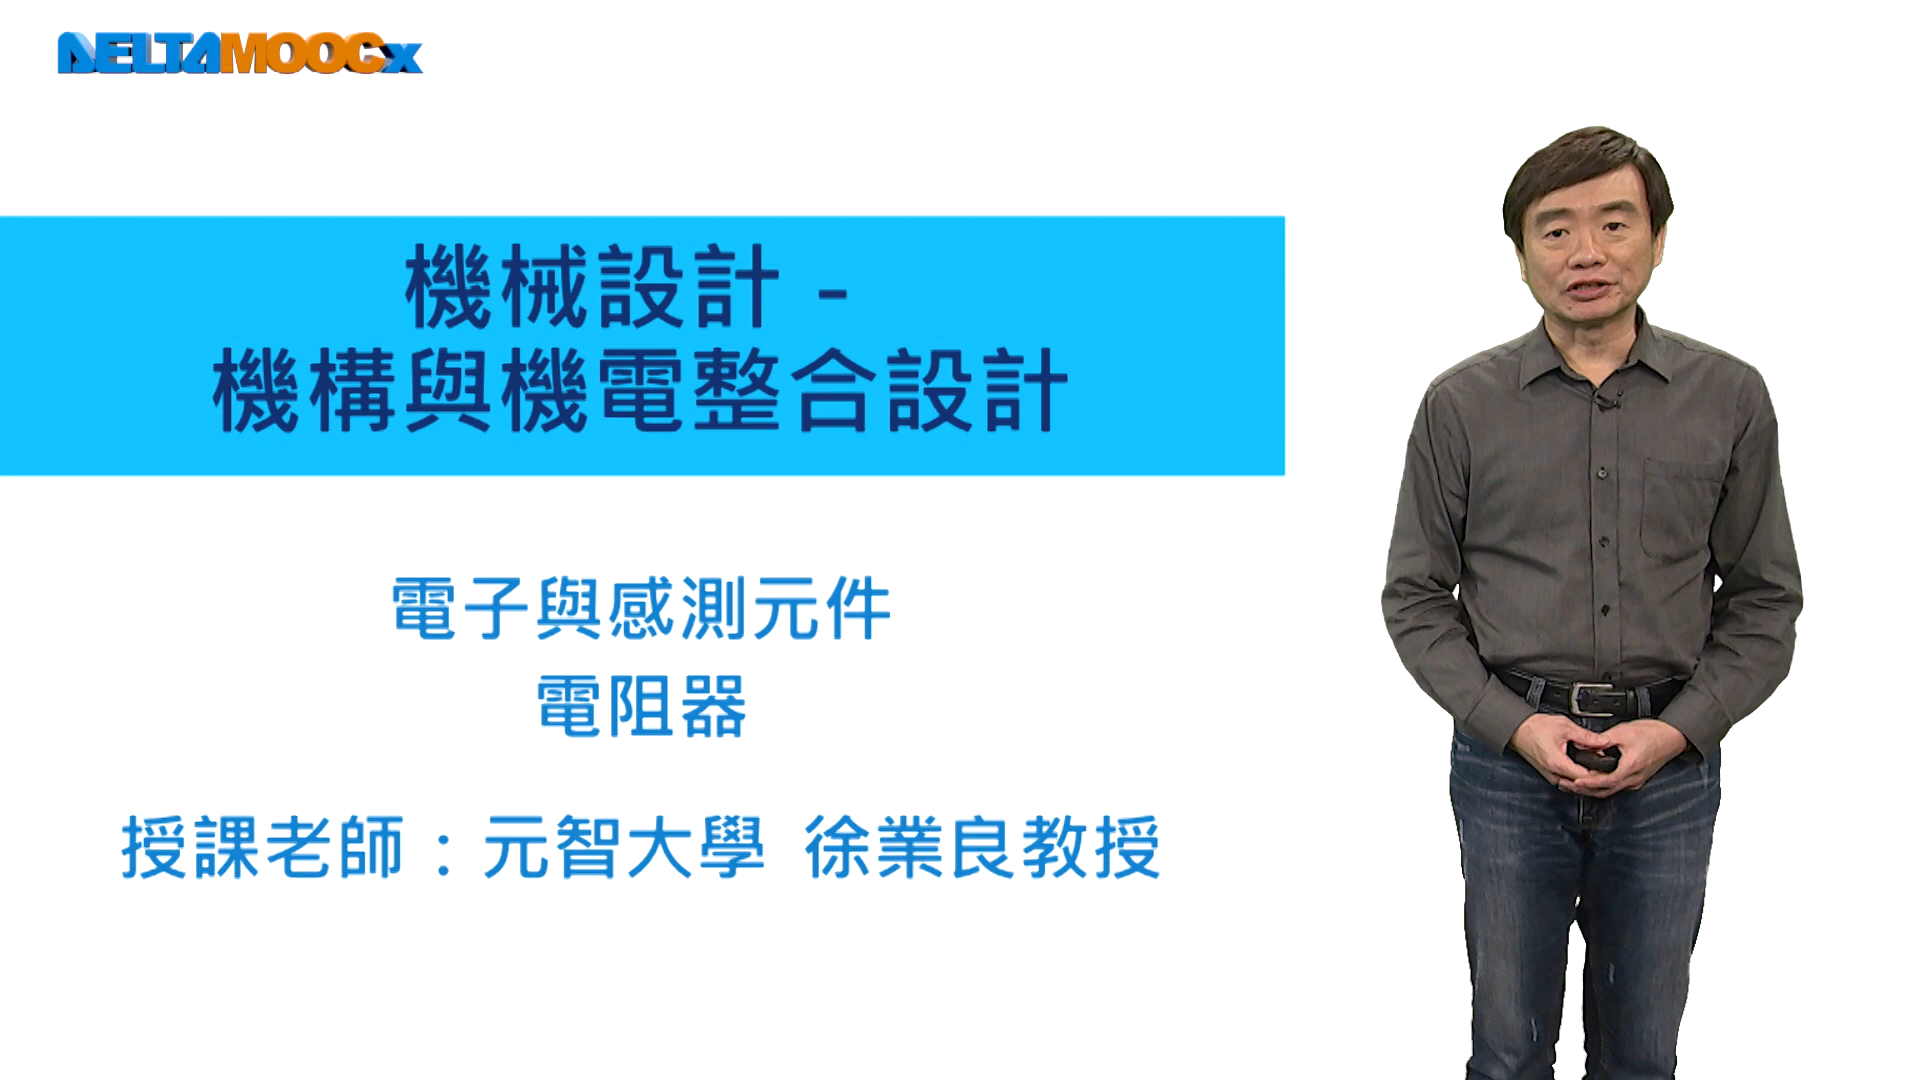 DELTAMOOCx
機械設計 -
機構與機電整合設計
電子與感測元件
電阻器
授課老師：元智大學 徐業良教授